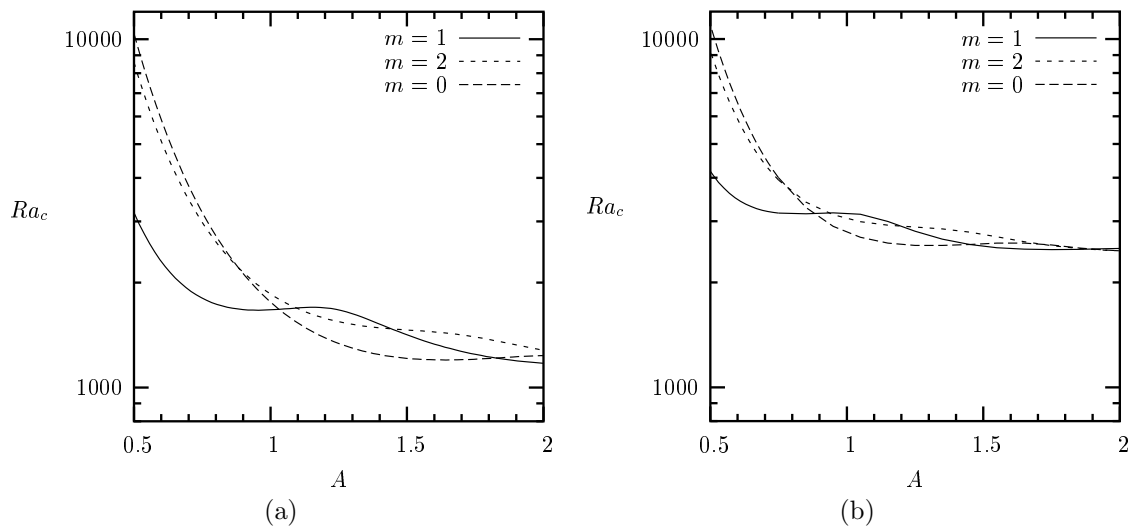 10000
m = 1
m = 2
m = 0
Ra_c
1000
0.5 1 1.5 2
A
(a)
10000
m = 1
m = 2
m = 0
Ra_c
1000
0.5 1 1.5 2
A
(b)